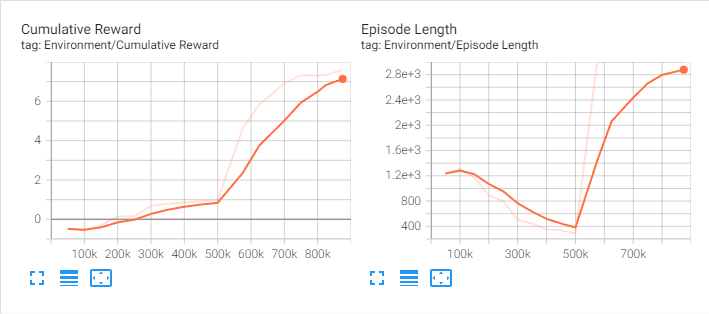 Cumulative Reward
tag: Environment/Cumulative Reward
6
4
2
0
100k 200k 300k 400k 500k 600k 700k 800k
Episode Length
tag: Environment/Episode Length
2.8e+3
2.4e+3
2e+3
1.6e+3
1.2e+3
800
400
100k 300k 500k 700k